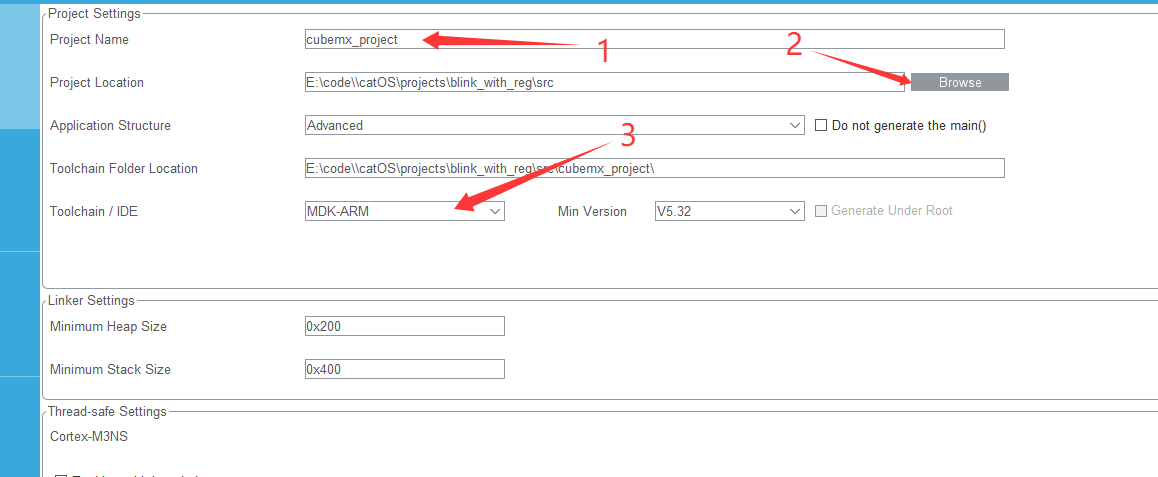 Project Settings
Project Name cubemx_project 1
2
Project Location E:\code\\catOS\projects\blink_with_reg\src Browse
Application Structure Advanced Do not generate the main()
3
Toolchain Folder Location E:\code\\catOS\projects\blink_with_reg\src\cubemx_project\
Toolchain / IDE MDK-ARM Min Version V5.32 Generate Under Root
Linker Settings
Minimum Heap Size 0x200
Minimum Stack Size 0x400
Thread-safe Settings
Cortex-M3NS